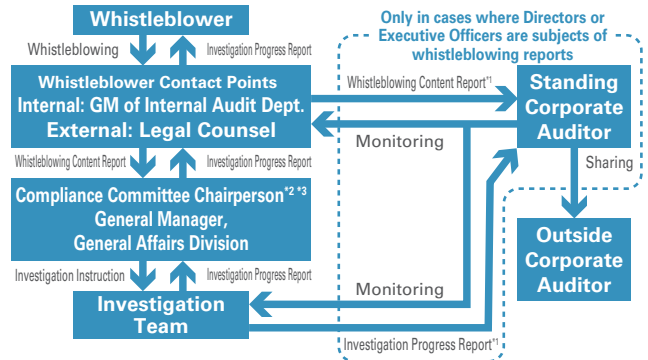 Whistleblower
Whistleblowing
Investigation Progress Report
Whistleblower Contact Points
Internal: GM of Internal Audit Dept.
External: Legal Counsel
Whistleblowing Content Report
Investigation Progress Report
Compliance Committee Chairperson*2 *3
General Manager,
General Affairs Division
Investigation Instruction
Investigation Progress Report
Investigation
Team
Only in cases where Directors or
Executive Officers are subjects of
whistleblowing reports
Whistleblowing Content Report*1
Monitoring
Standing
Corporate
Auditor
Sharing
Outside
Corporate
Auditor
Monitoring
Investigation Progress Report*1